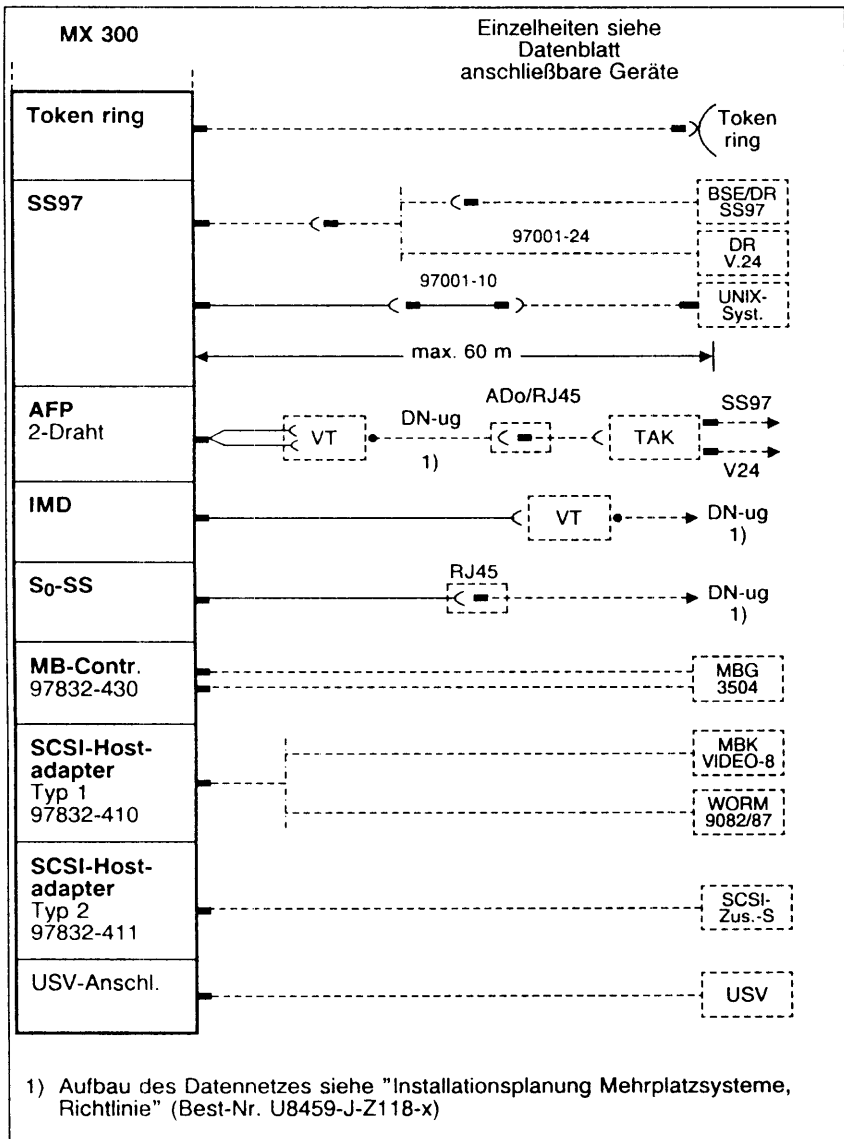 MX 300
Einzelheiten siehe
Datenblatt
anschließbare Geräte
Token ring
Token
ring
SS97
BSE/DR
SS97
97001-24
DR
V.24
97001-10
UNIX-
Syst.
max. 60 m
AFP
2-Draht
VT
DN-ug
1)
ADo/RJ45
TAK
SS97
V24
IMD
VT
DN-ug
1)
S₀-SS
RJ45
DN-ug
1)
MB-Contr.
97832-430
MBG
3504
SCSI-Host-
adapter
Typ 1
97832-410
MBK
VIDEO-8
WORM
9082/87
SCSI-Host-
adapter
Typ 2
97832-411
SCSI-
Zus.-S
USV-Anschl.
USV
1) Aufbau des Datennetzes siehe "Installationsplanung Mehrplatzsysteme,
Richtlinie" (Best-Nr. U8459-J-Z118-x)